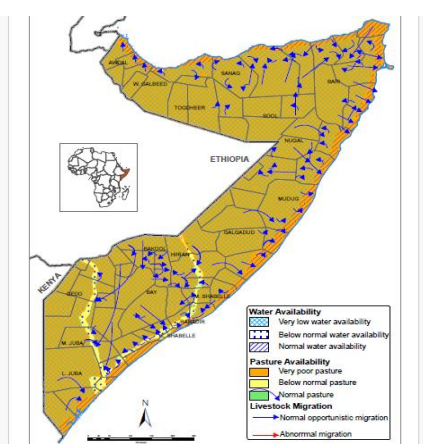 AWDAL
W. GALBEED
SANAG
BARI
TOGDHEER
SOOL
NUGAL
ETHIOPIA
MUDUG
GALGADUD
BAKOOL
HIRAN
KENYA
GEDO
BAY
M. SHABELLE
BANADIR
SHABELLE
M. JUBA
L. JUBA
N
Water Availability
Very low water availability
Below normal water availability
Normal water availability
Pasture Availability
Very poor pasture
Below normal pasture
Normal pasture
Livestock Migration
Normal opportunistic migration
Abnormal migration